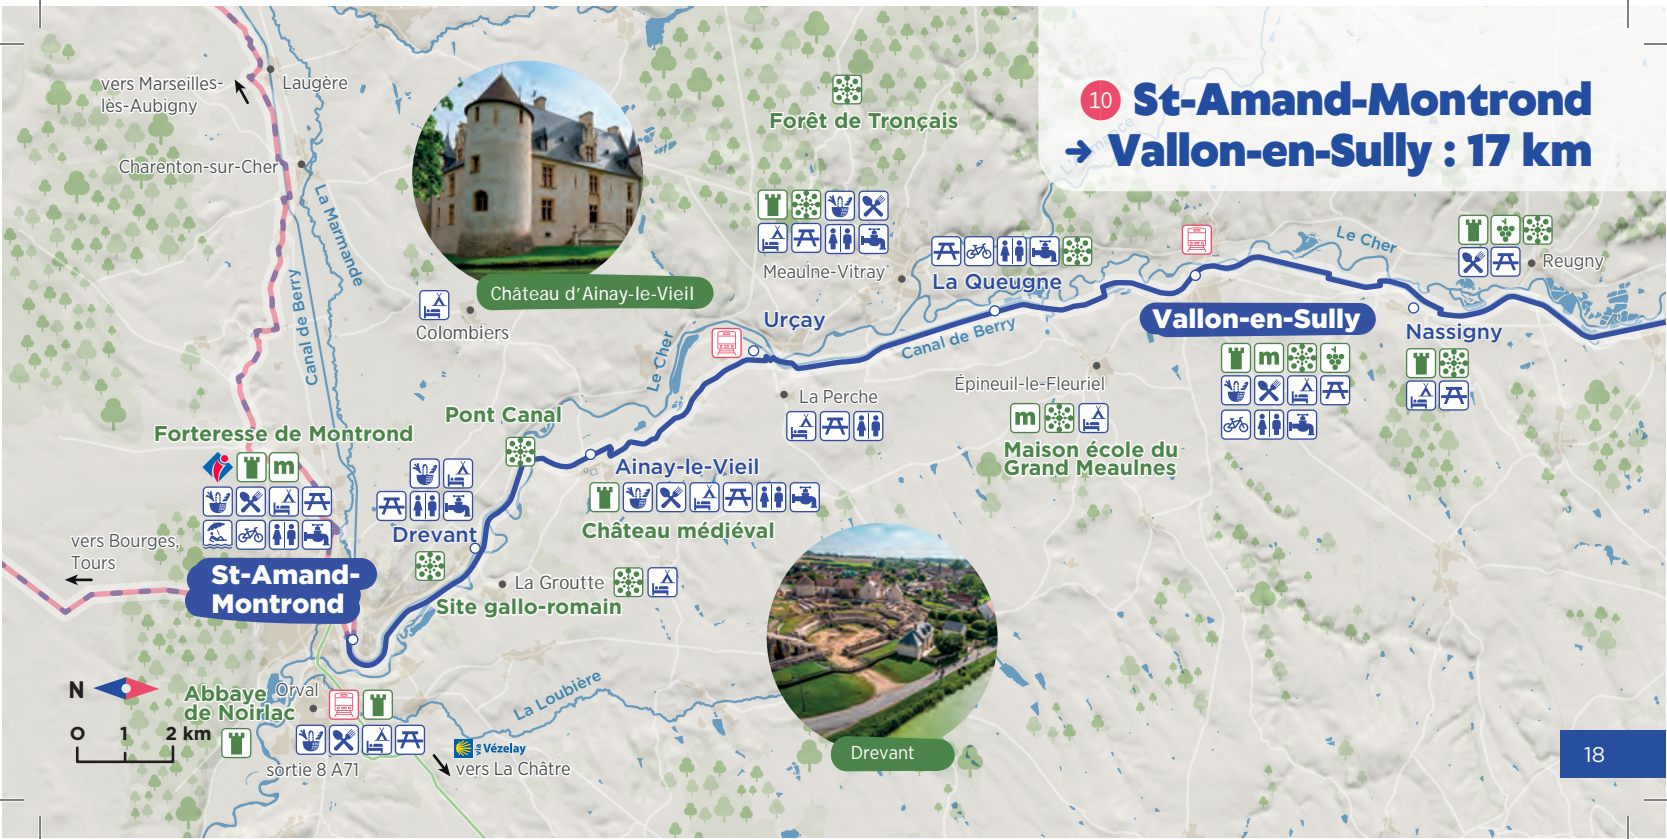 10 St-Amand-Montrond
→ Vallon-en-Sully : 17 km
vers Marseilles-
lès-Aubigny
Laugère
Charenton-sur-Cher
La Marmande
Canal de Berry
Forêt de Tronçais
Château d'Ainay-le-Vieil
Colombiers
Meaulne-Vitray
La Queugne
Le Cher
Reugny
Vallon-en-Sully
Nassigny
Urçay
Le Cher
Canal de Berry
La Perche
Épineuil-le-Fleuriel
m
m
Maison école du
Grand Meaulnes
Pont Canal
Forteresse de Montrond
m
Ainay-le-Vieil
Château médiéval
Drevant
vers Bourges,
Tours
St-Amand-
Montrond
La Groutte
Site gallo-romain
N
O 1 2 km
Abbaye
de Noirlac
Orval
La Loubière
Vézelay
sortie 8 A71
vers La Châtre
Drevant
18